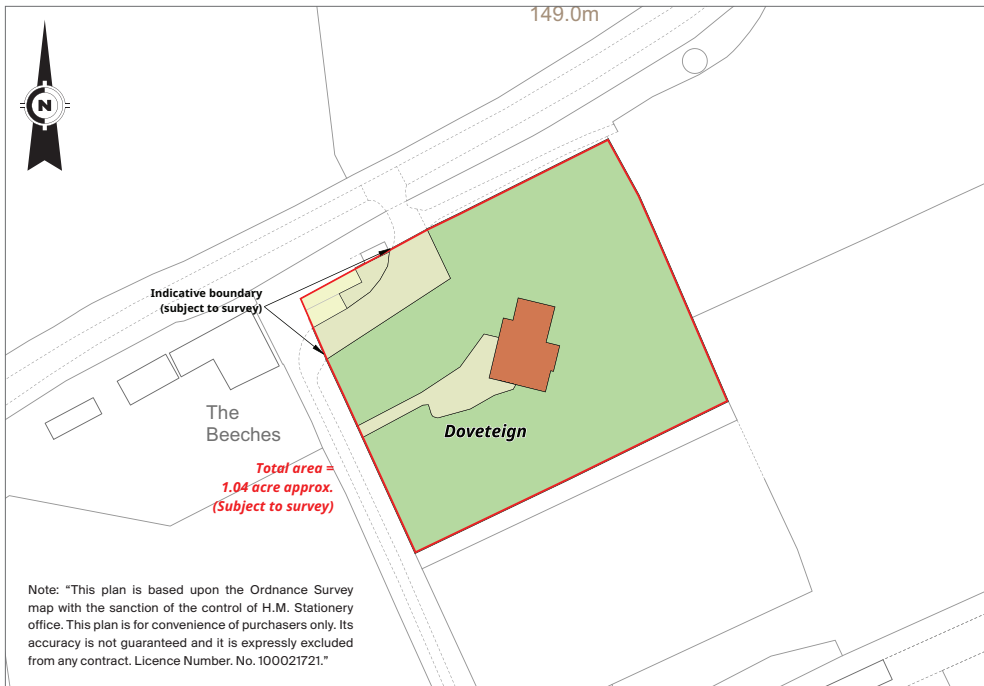 149.0m
N
Indicative boundary
(subject to survey)
The
Beeches
Doveteign
Total area =
1.04 acre approx.
(Subject to survey)
Note: “This plan is based upon the Ordnance Survey
map with the sanction of the control of H.M. Stationery
office. This plan is for convenience of purchasers only. Its
accuracy is not guaranteed and it is expressly excluded
from any contract. Licence Number. No. 100021721.”